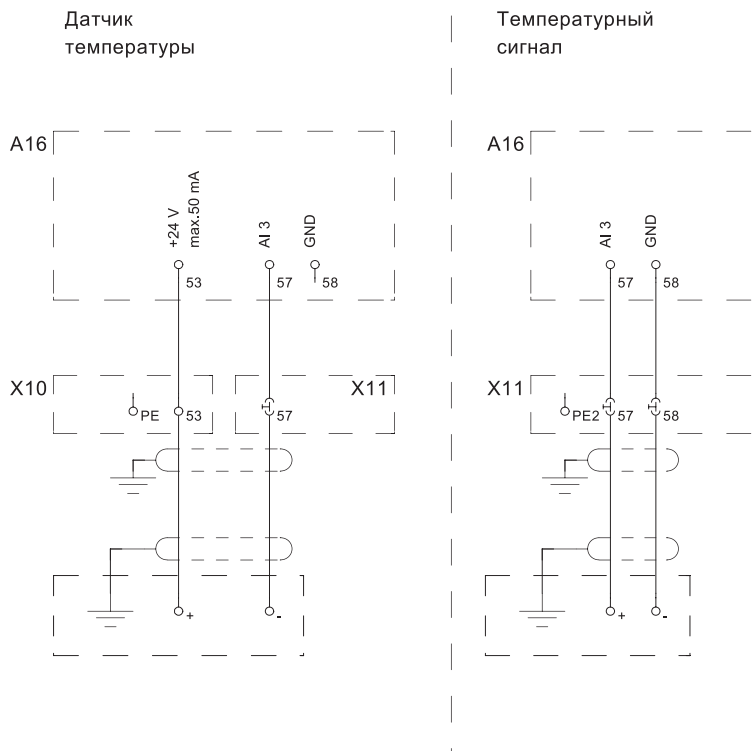 Датчик
температуры
A16
+24 V
max.50 mA
AI 3
GND
53
57
58
X10
PE
53
57
X11
+
-
Температурный
сигнал
A16
AI 3
GND
57
58
X11
PE2
57
58
+
-